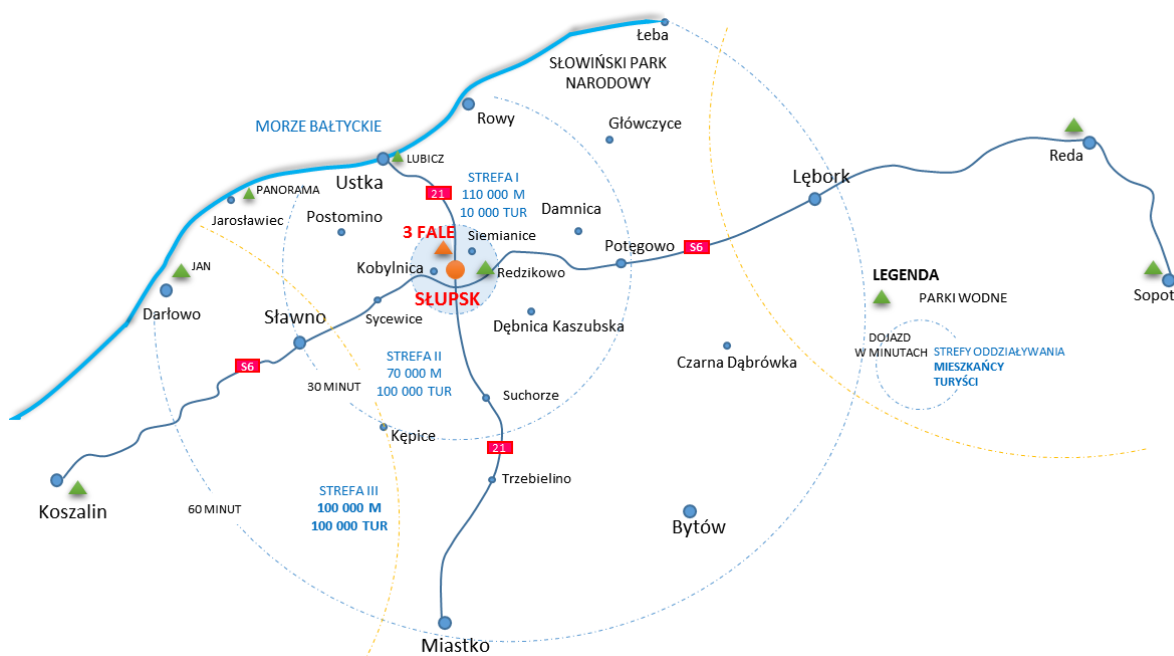 Łeba
SŁOWIŃSKI PARK
NARODOWY
Rowy
Główczyce
MORZE BAŁTYCKIE
LUBICZ
Ustka
Reda
STREFA I
110 000 M
10 000 TUR
21
PANORAMA
Jarosławiec
Postomino
Lębork
Damnica
3 FALE
Siemianice
Potęgowo
S6
JAN
Kobylnica
Redzikowo
LEGENDA
PARKI WODNE
Sopot
SŁUPSK
Darłowo
Sławno
Sycewice
Dębnica Kaszubska
DOJAZD
W MINUTACH
STREFY ODDZIAŁYWANIA
MIESZKAŃCY
TURYŚCI
Czarna Dąbrówka
S6
30 MINUT
STREFA II
70 000 M
100 000 TUR
Suchorze
Kępice
21
Trzebielino
Koszalin
60 MINUT
STREFA III
100 000 M
100 000 TUR
Bytów
Miastko